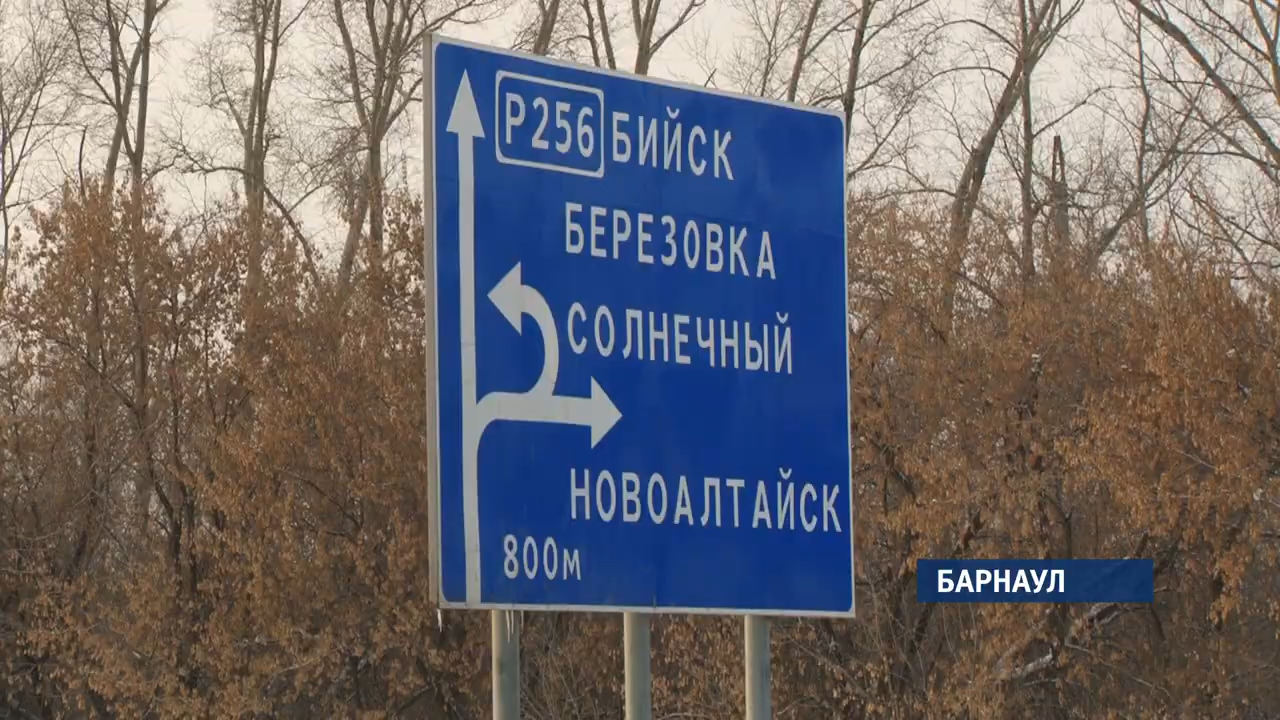 Р256 БИЙСК
БЕРЕЗОВКА
СОЛНЕЧНЫЙ
НОВОАЛТАЙСК
800м
БАРНАУЛ